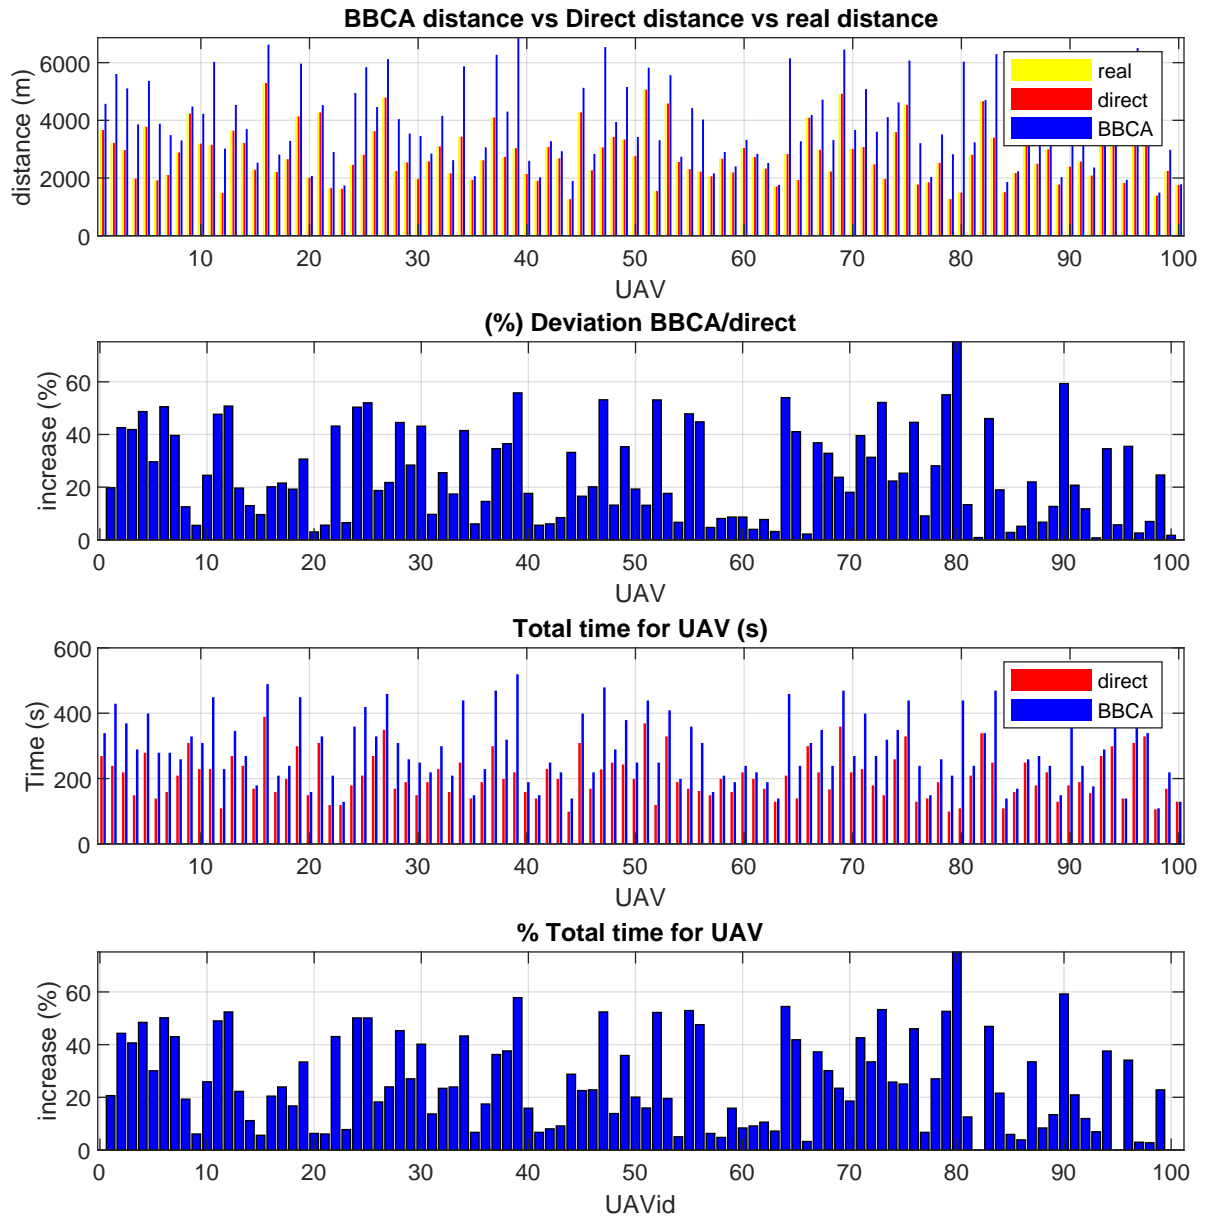 BBCA distance vs Direct distance vs real distance
distance (m)
6000
4000
2000
0
real
direct
BBCA
10 20 30 40 50 60 70 80 90 100
UAV
(%) Deviation BBCA/direct
increase (%)
60
40
20
0
0 10 20 30 40 50 60 70 80 90 100
UAV
Total time for UAV (s)
Time (s)
600
400
200
0
direct
BBCA
10 20 30 40 50 60 70 80 90 100
UAV
% Total time for UAV
increase (%)
60
40
20
0
0 10 20 30 40 50 60 70 80 90 100
UAVid